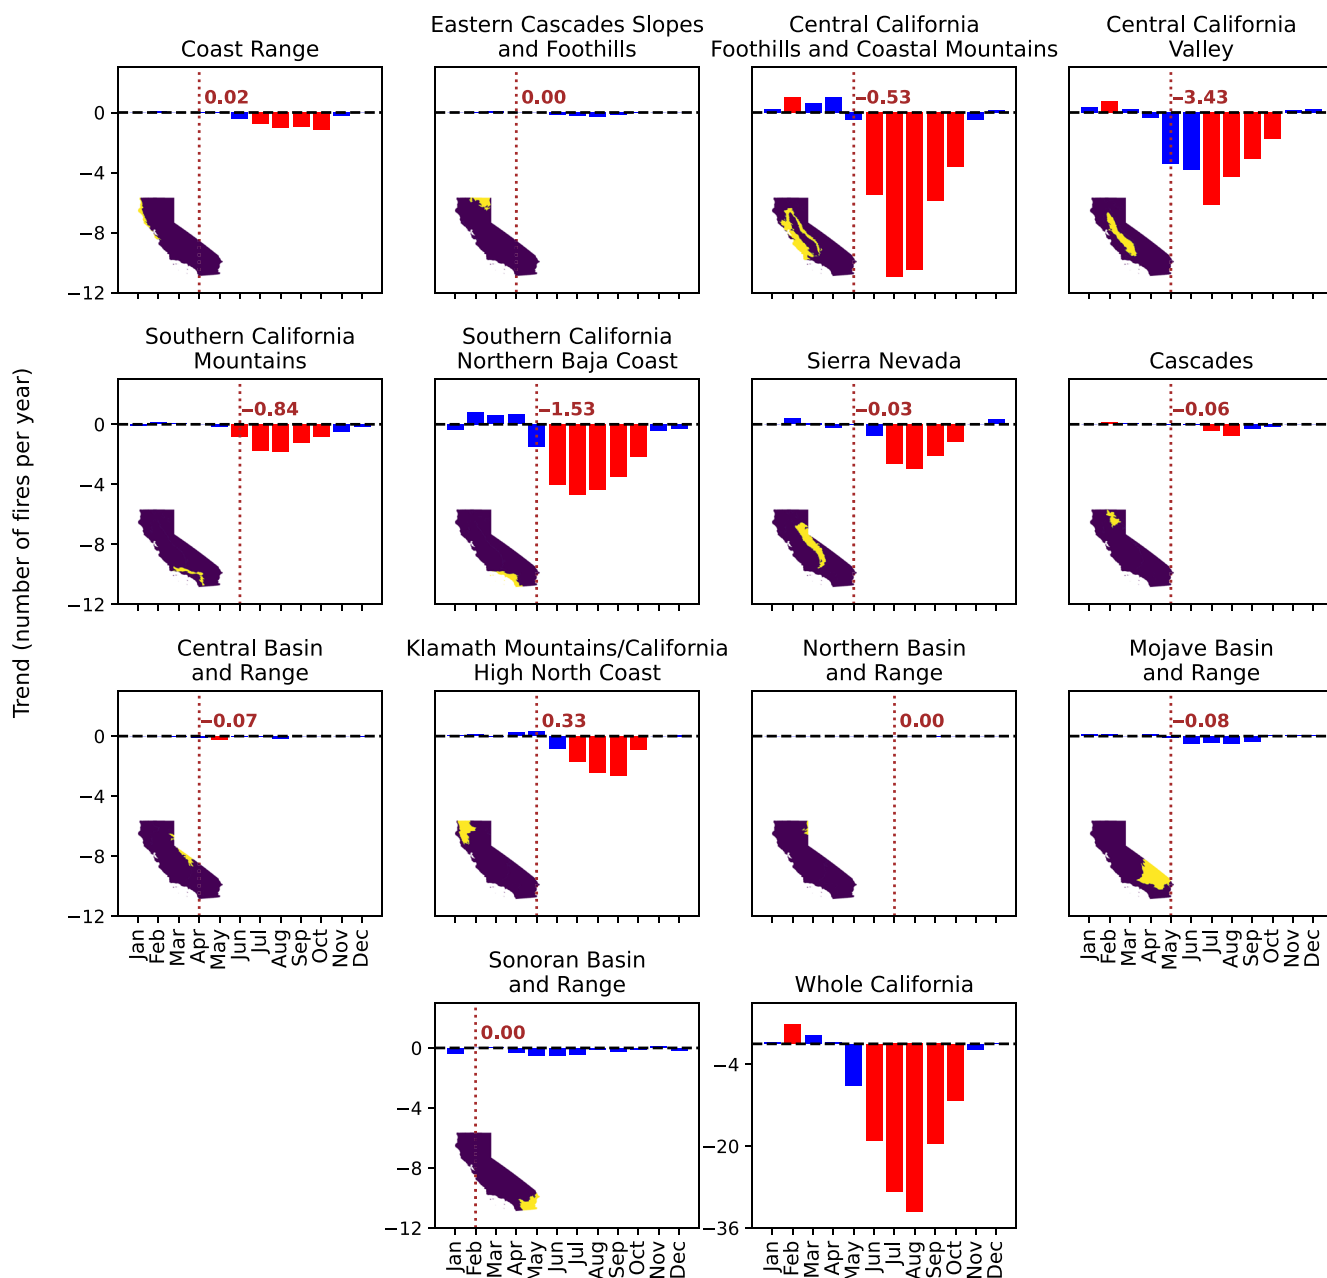 Coast Range
Eastern Cascades Slopes
and Foothills
Central California
Foothills and Coastal Mountains
Central California
Valley
0.02
0.00
−0.53
−3.43
0
−4
−8
−12
Southern California
Mountains
Southern California
Northern Baja Coast
Sierra Nevada
Cascades
−0.84
−1.53
−0.03
−0.06
0
−4
−8
−12
Trend (number of fires per year)
Central Basin
and Range
Klamath Mountains/California
High North Coast
Northern Basin
and Range
Mojave Basin
and Range
−0.07
0.33
0.00
−0.08
0
−4
−8
−12
Jan
Feb
Mar
Apr
May
Jun
Jul
Aug
Sep
Oct
Nov
Dec
Jan
Feb
Mar
Apr
May
Jun
Jul
Aug
Sep
Oct
Nov
Dec
Sonoran Basin
and Range
Whole California
0.00
0
−4
−8
−12
−4
−20
−36
Jan
Feb
Mar
Apr
May
Jun
Jul
Aug
Sep
Oct
Nov
Dec
Jan
Feb
Mar
Apr
May
Jun
Jul
Aug
Sep
Oct
Nov
Dec